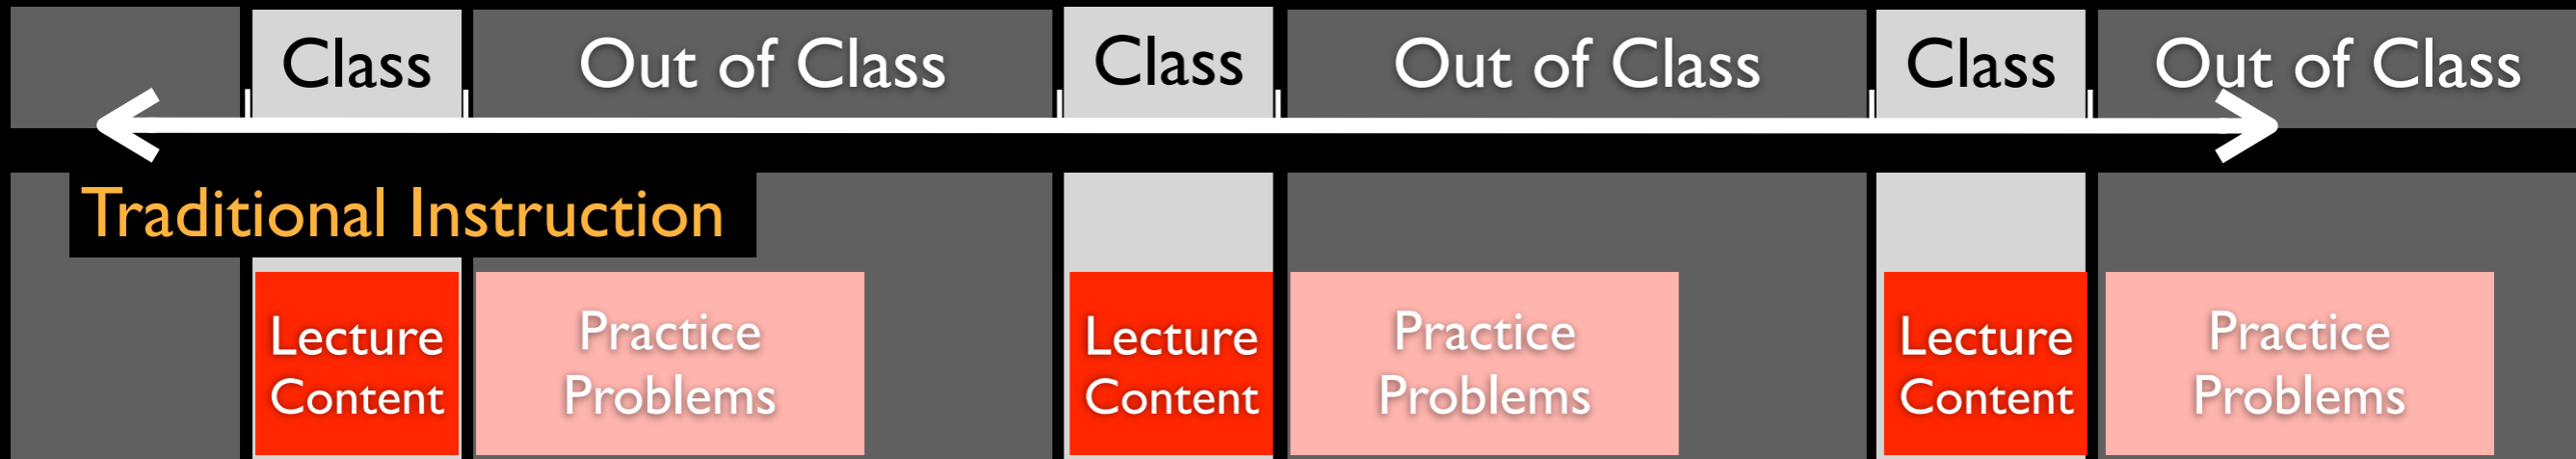 Class
Out of Class
Class
Out of Class
Class
Out of Class
Traditional Instruction
Lecture
Content
Practice
Problems
Lecture
Content
Practice
Problems
Lecture
Content
Practice
Problems